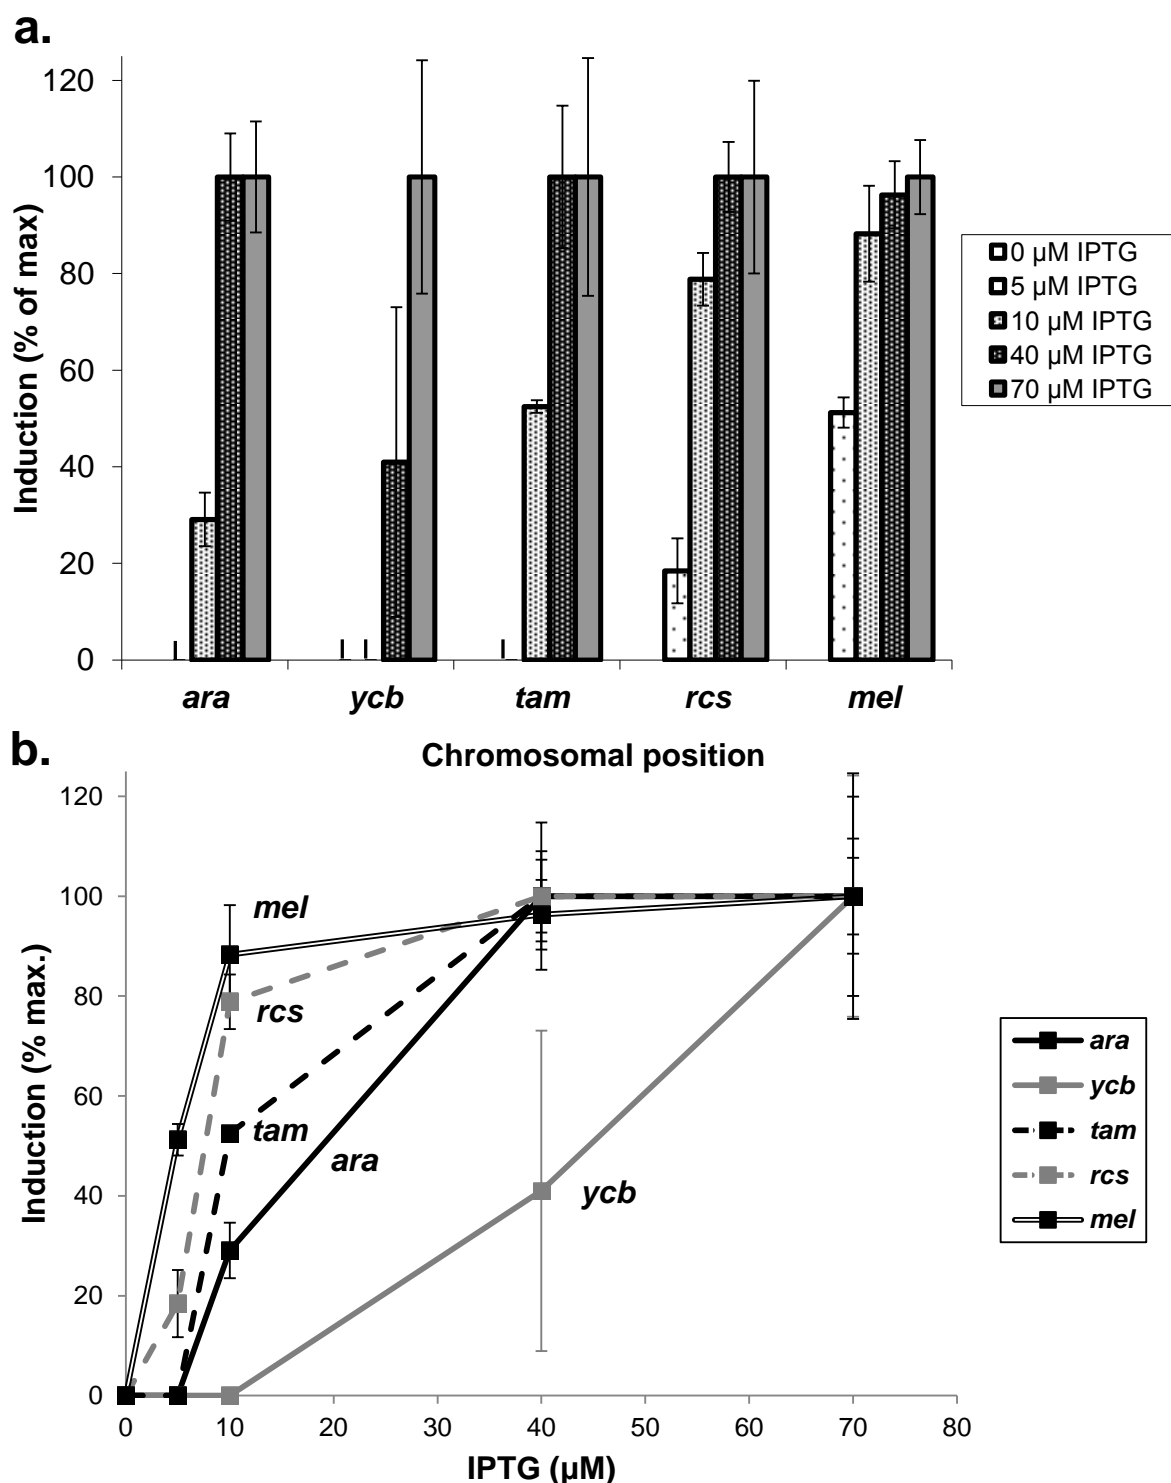 a.
Induction (% of max)
120
100
80
60
40
20
0
ara ycb tam rcs mel
Chromosomal position
0 µM IPTG
5 µM IPTG
10 µM IPTG
40 µM IPTG
70 µM IPTG
b.
Induction (% max.)
120
100
80
60
40
20
0
mel
rcs
tam
ara
ycb
0 10 20 30 40 50 60 70 80
IPTG (µM)
ara
ycb
tam
rcs
mel